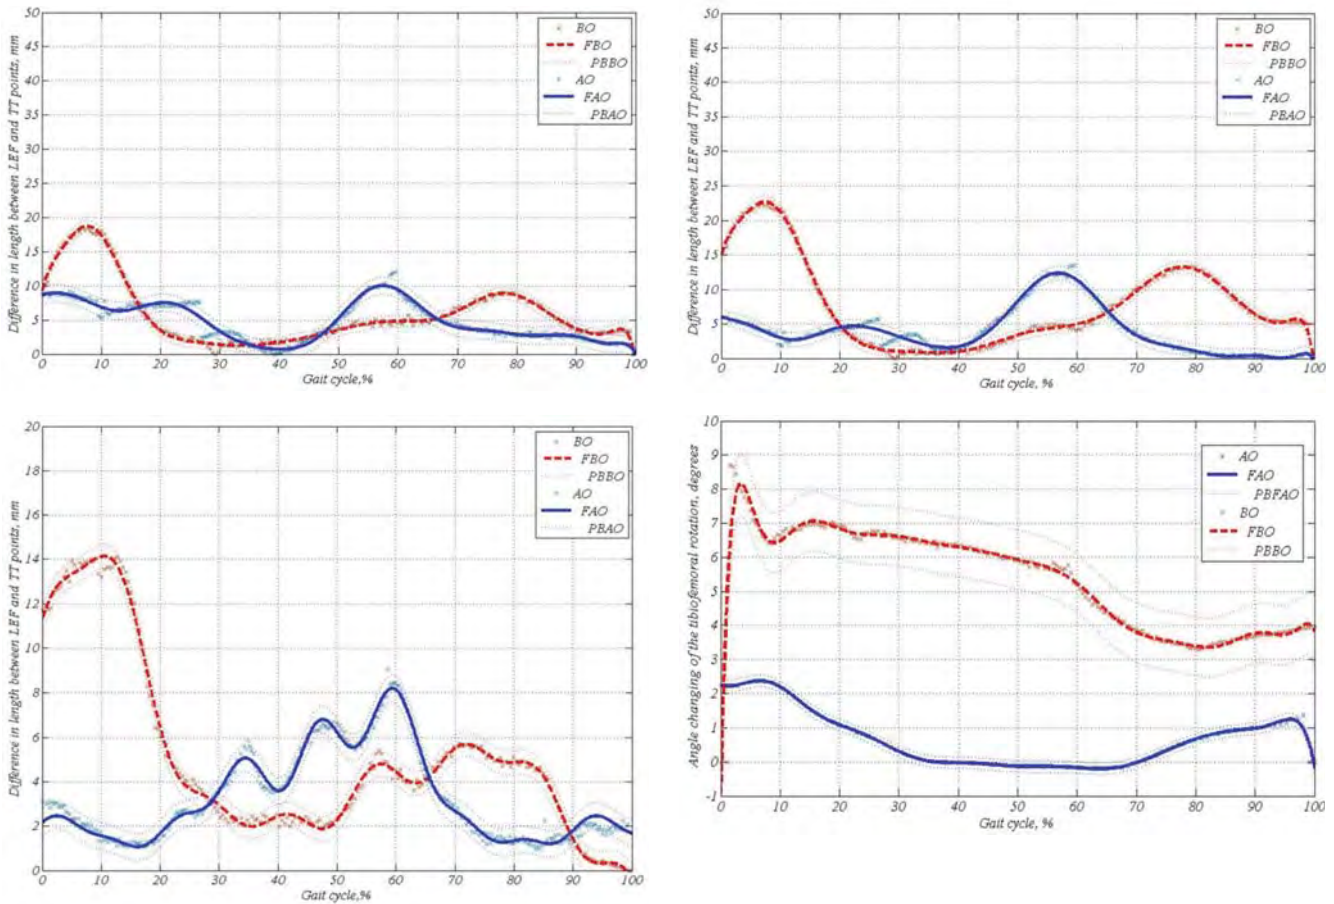 Difference in length between LEF and TT points, mm
50
45
40
35
30
25
20
15
10
5
0
0 10 20 30 40 50 60 70 80 90 100
Gait cycle,%
BO
FBO
PBBO
AO
FAO
PBAO
Difference in length between LEF and TT points, mm
50
45
40
35
30
25
20
15
10
5
0
0 10 20 30 40 50 60 70 80 90 100
Gait cycle, %
BO
FBO
PBBO
AO
FAO
PBAO
Difference in length between LEF and TT points, mm
20
18
16
14
12
10
8
6
4
2
0
0 10 20 30 40 50 60 70 80 90 100
Gait cycle,%
BO
FBO
PBBO
AO
FAO
PBAO
Angle changing of the tibiofemoral rotation, degrees
10
9
8
7
6
5
4
3
2
1
0
-1
0 10 20 30 40 50 60 70 80 90 100
Gait cycle, %
AO
FAO
PBFAO
BO
FBO
PBBO